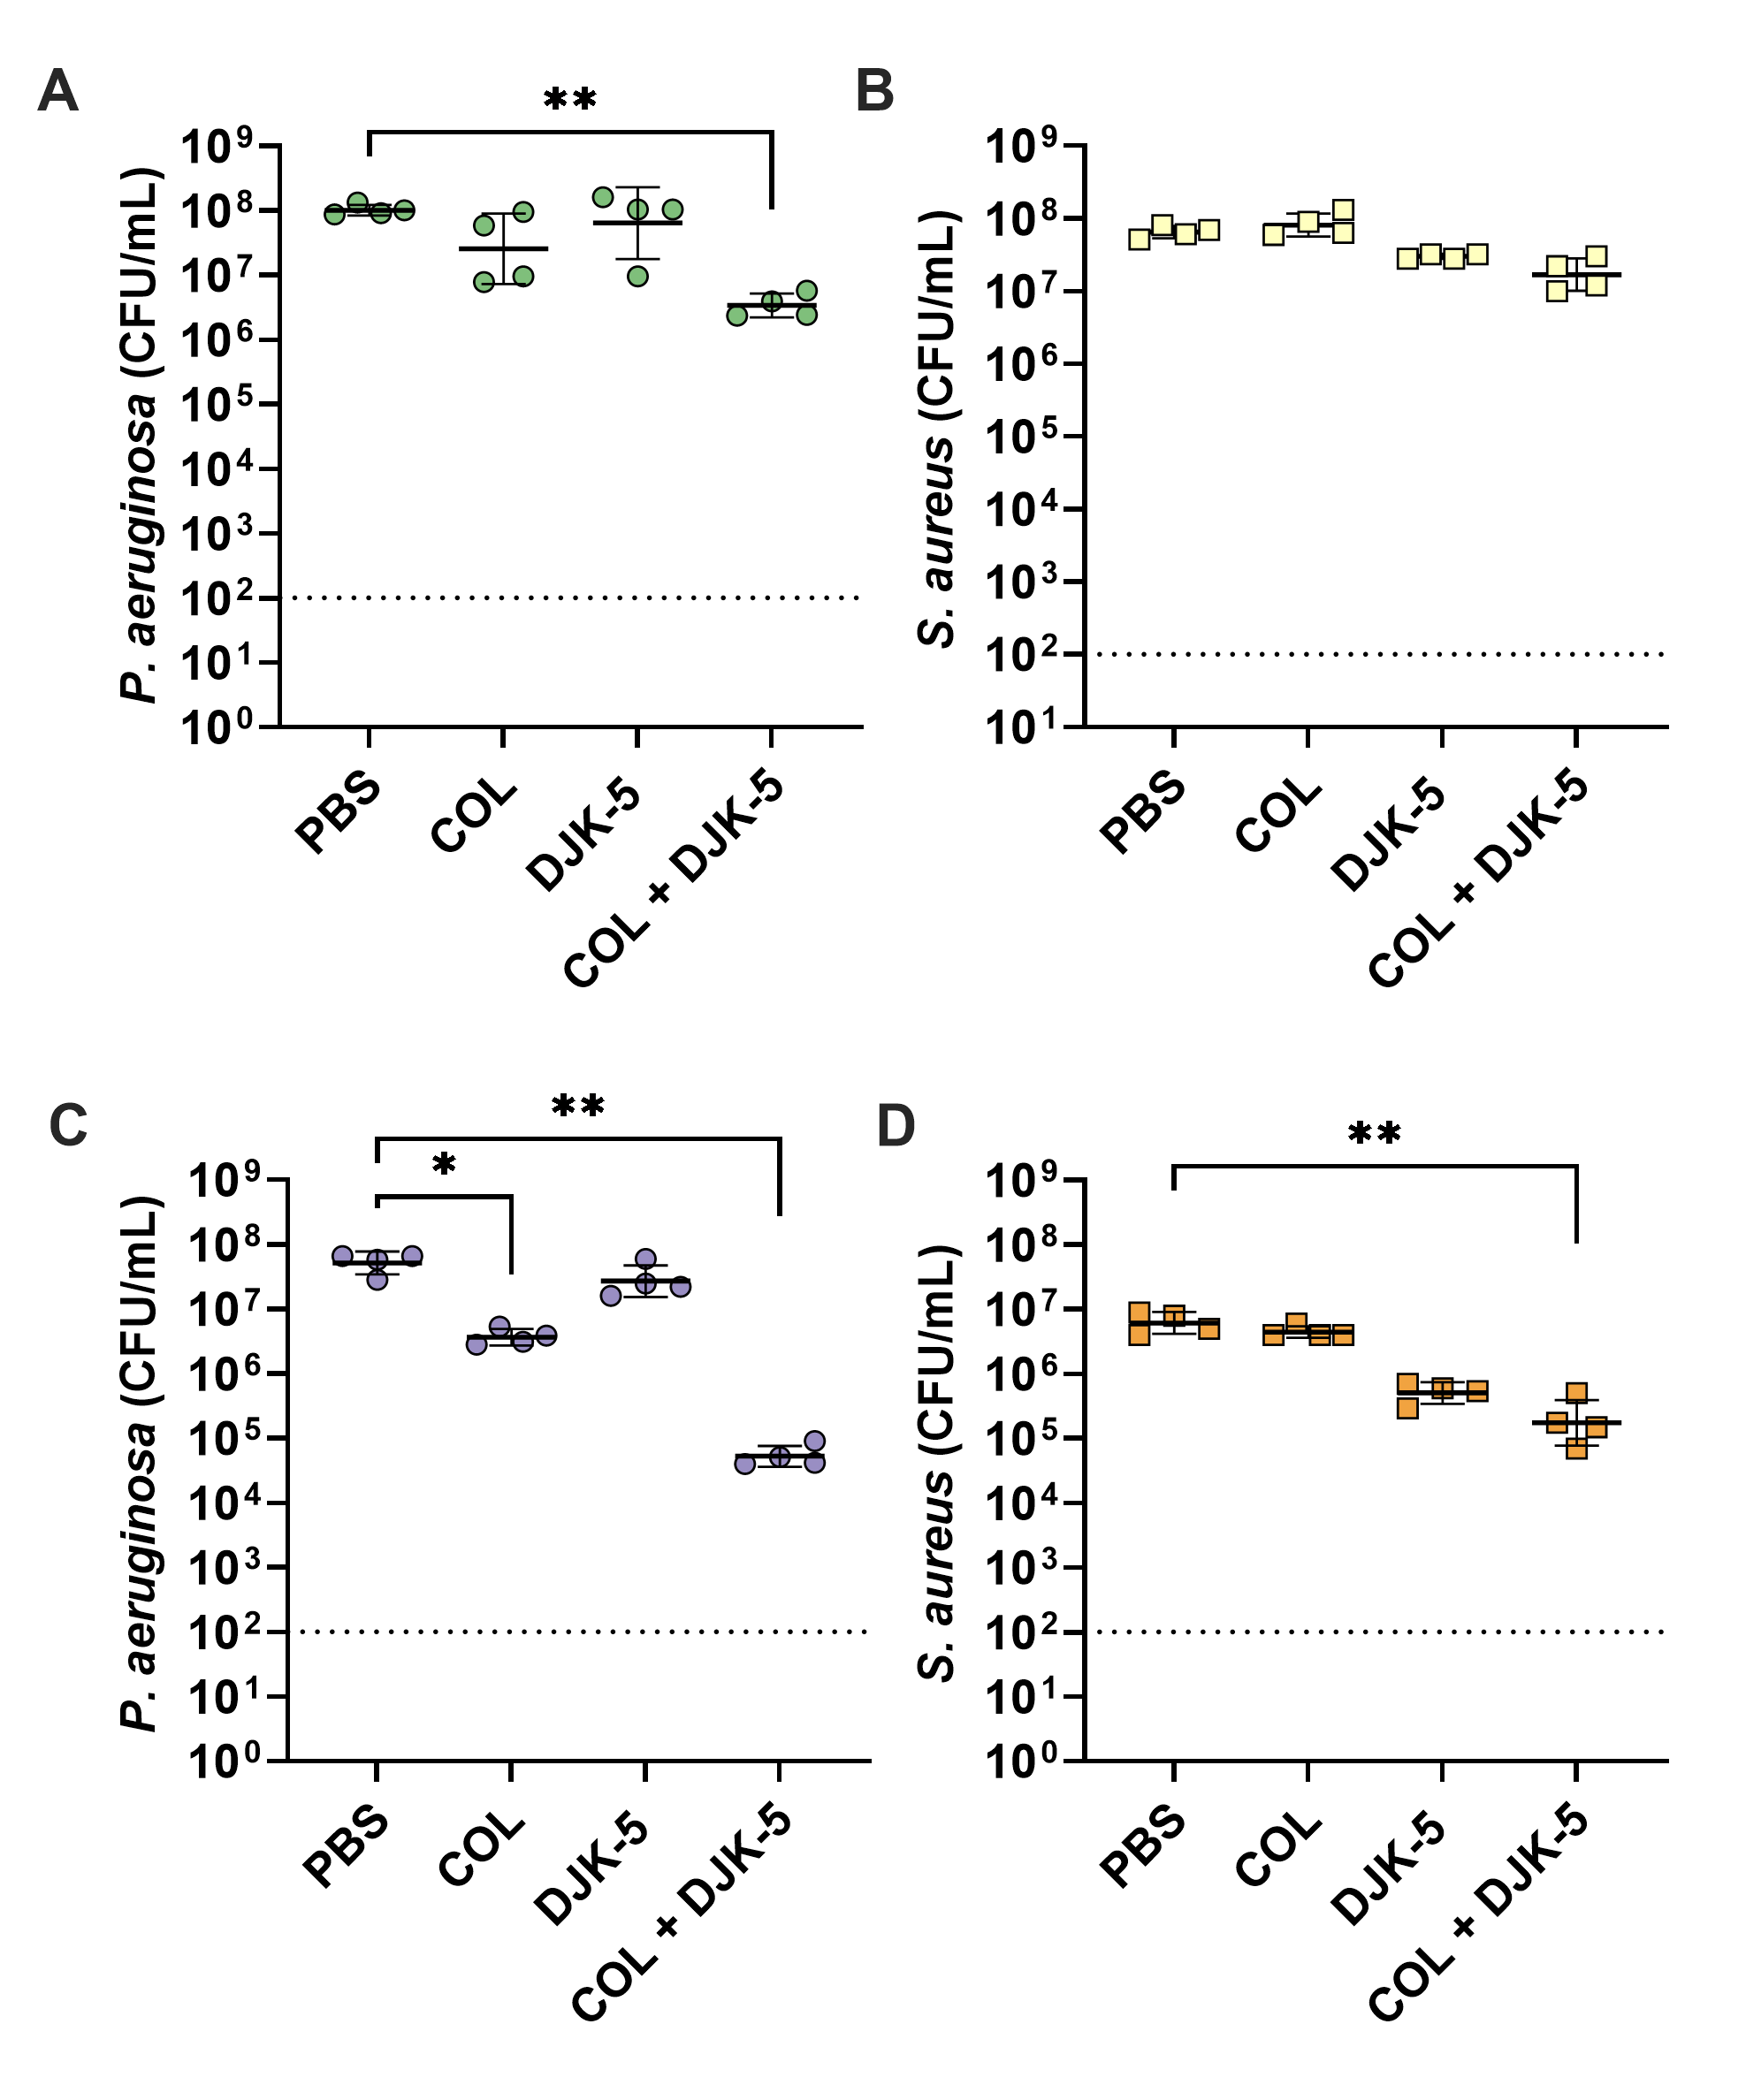 A
**
P. aeruginosa (CFU/mL)
10⁹
10⁸
10⁷
10⁶
10⁵
10⁴
10³
10²
10¹
10⁰
PBS
COL
DJK-5
COL + DJK-5
B
S. aureus (CFU/mL)
10⁹
10⁸
10⁷
10⁶
10⁵
10⁴
10³
10²
10¹
PBS
COL
DJK-5
COL + DJK-5
C
**
*
P. aeruginosa (CFU/mL)
10⁹
10⁸
10⁷
10⁶
10⁵
10⁴
10³
10²
10¹
10⁰
PBS
COL
DJK-5
COL + DJK-5
D
**
S. aureus (CFU/mL)
10⁹
10⁸
10⁷
10⁶
10⁵
10⁴
10³
10²
10¹
10⁰
PBS
COL
DJK-5
COL + DJK-5